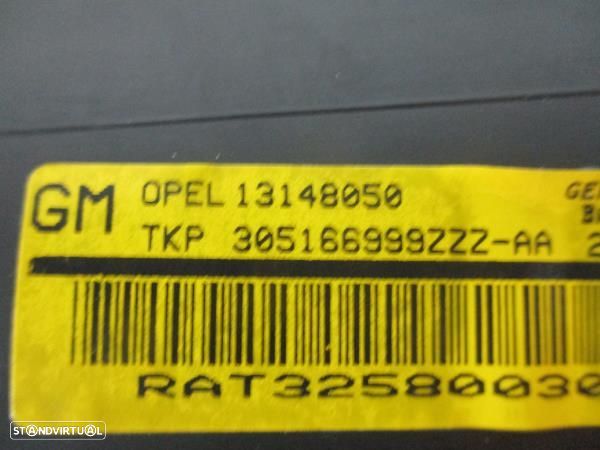 GM OPEL 13148050
TKP 305166999ZZZ-AA
RAT32580030
STANDVIRTUAL